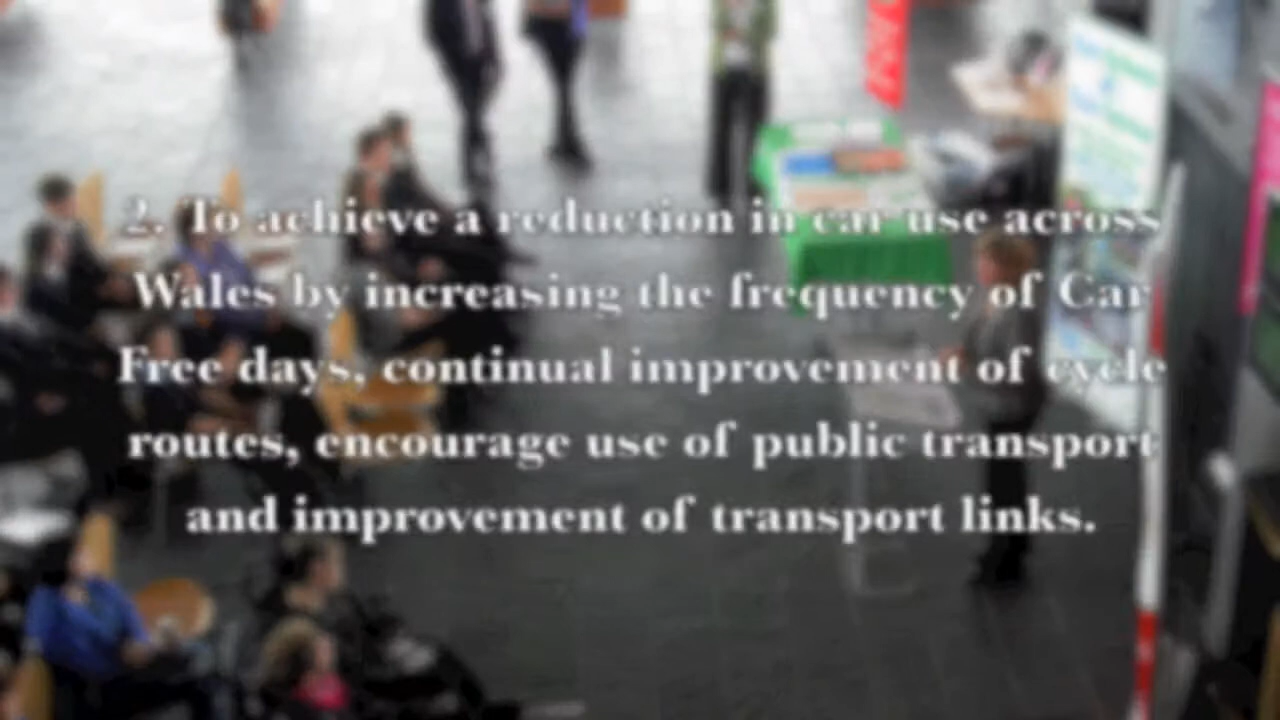 2. To achieve a reduction in car use across
Wales by increasing the frequency of Car
Free days, continual improvement of cycle
routes, encourage use of public transport
and improvement of transport links.